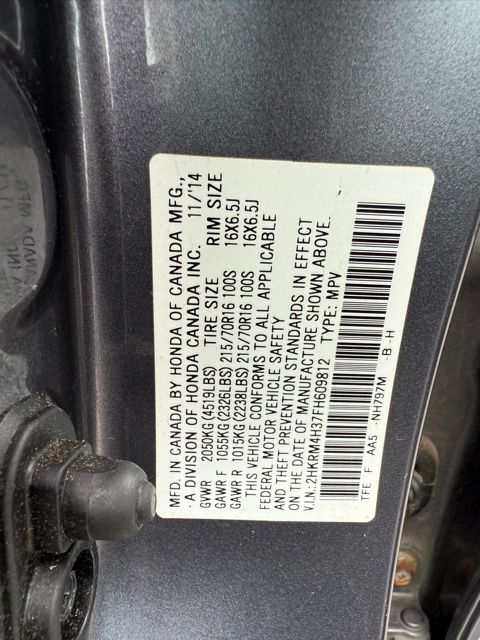 MFD. IN CANADA BY HONDA OF CANADA MFG.,
- A DIVISION OF HONDA CANADA INC. 11/'14
GVWR 2050KG (4519LBS) TIRE SIZE RIM SIZE
GAWR F 1055KG (2326LBS) 215/70R16 100S 16X6.5J
GAWR R 1015KG (2238LBS) 215/70R16 100S 16X6.5J
THIS VEHICLE CONFORMS TO ALL APPLICABLE
FEDERAL MOTOR VEHICLE SAFETY
AND THEFT PREVENTION STANDARDS IN EFFECT
ON THE DATE OF MANUFACTURE SHOWN ABOVE.
V.I.N.: 2HKRM4H37FH609812 TYPE: MPV
TFE F AA5 -NH797M -B -H